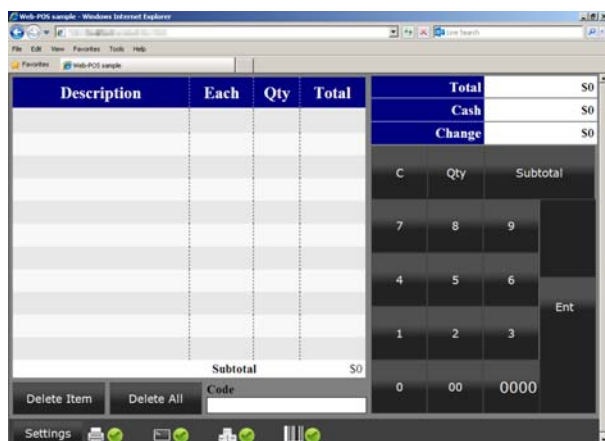 Web-POS sample - Windows Internet Explorer
Live Search
File Edit View Favorites Tools Help
Favorites Web-POS sample
Description Each Qty Total
Total $0
Cash $0
Change $0
C Qty Subtotal
7 8 9
4 5 6
Ent
1 2 3
Subtotal $0
0 00 0000
Code
Delete Item Delete All
Settings